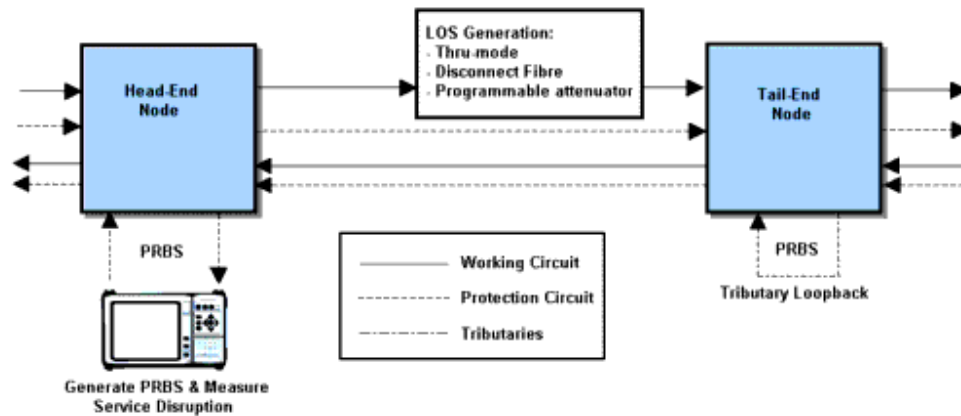 LOS Generation:
- Thru-mode
- Disconnect Fibre
- Programmable attenuator
Head-End
Node
Tail-End
Node
PRBS
PRBS
Tributary Loopback
Working Circuit
Protection Circuit
Tributaries
Generate PRBS & Measure
Service Disruption